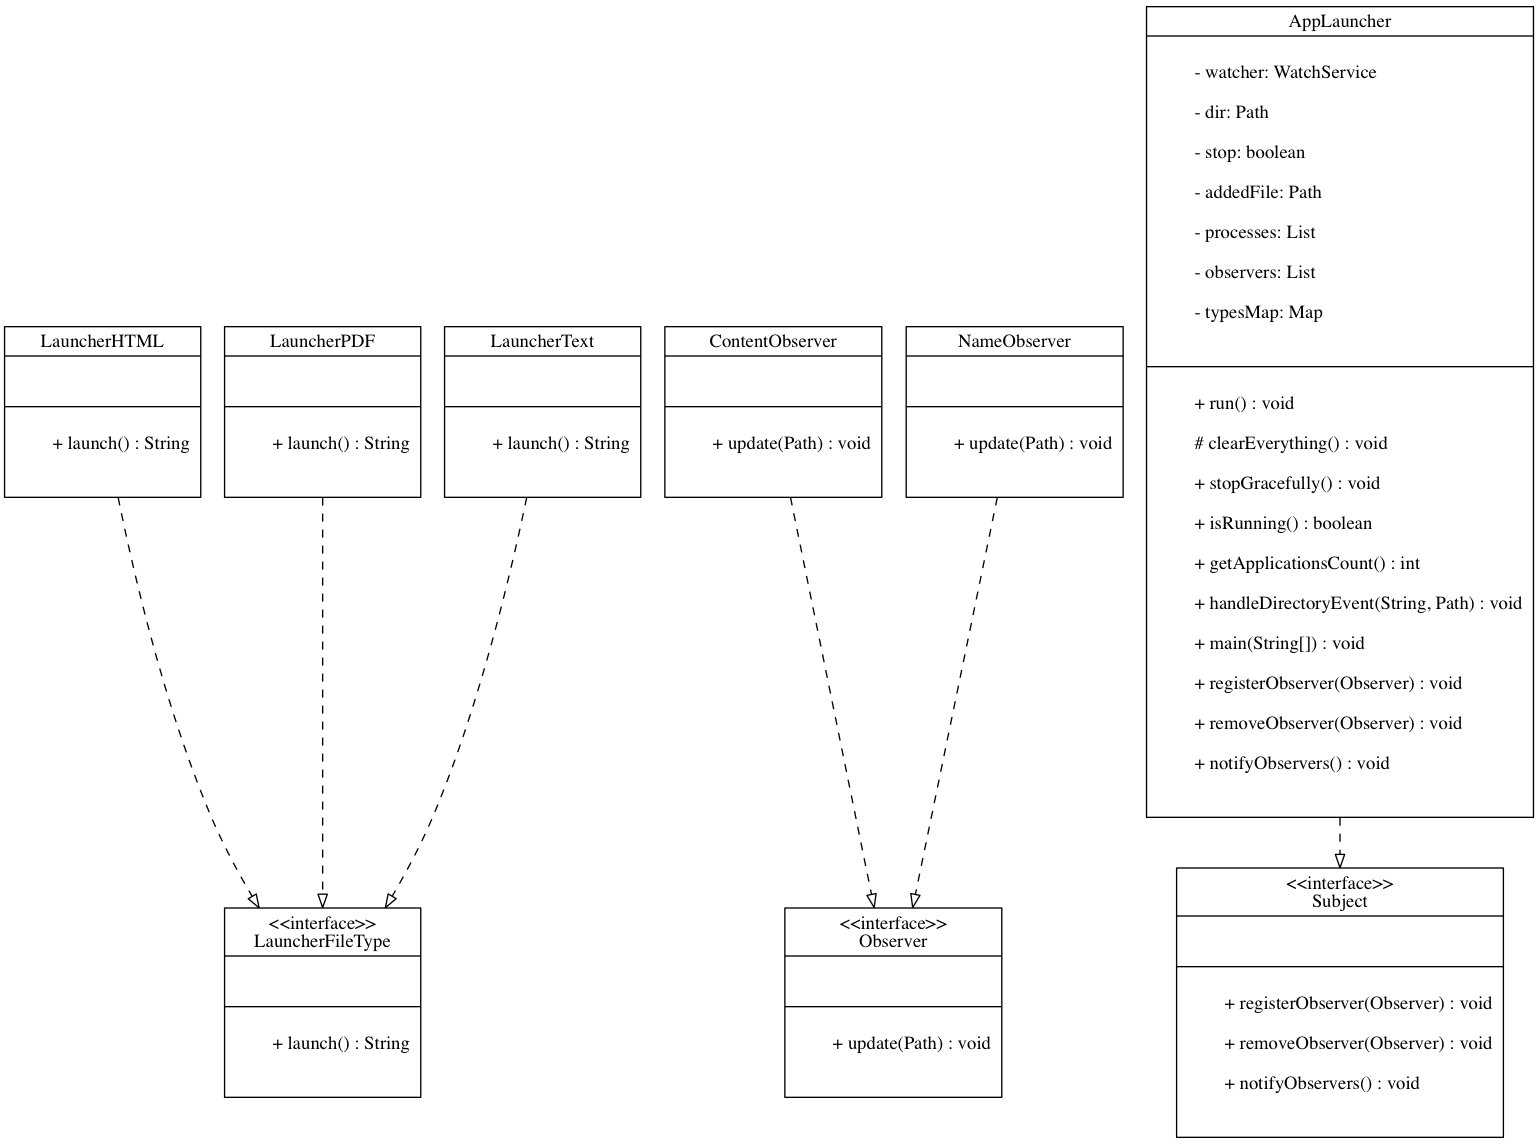 AppLauncher
- watcher: WatchService
- dir: Path
- stop: boolean
- addedFile: Path
- processes: List
- observers: List
- typesMap: Map
+ run() : void
# clearEverything() : void
+ stopGracefully() : void
+ isRunning() : boolean
+ getApplicationsCount() : int
+ handleDirectoryEvent(String, Path) : void
+ main(String[]) : void
+ registerObserver(Observer) : void
+ removeObserver(Observer) : void
+ notifyObservers() : void
LauncherHTML
+ launch() : String
LauncherPDF
+ launch() : String
LauncherText
+ launch() : String
ContentObserver
+ update(Path) : void
NameObserver
+ update(Path) : void
<<interface>>
LauncherFileType
+ launch() : String
<<interface>>
Observer
+ update(Path) : void
<<interface>>
Subject
+ registerObserver(Observer) : void
+ removeObserver(Observer) : void
+ notifyObservers() : void